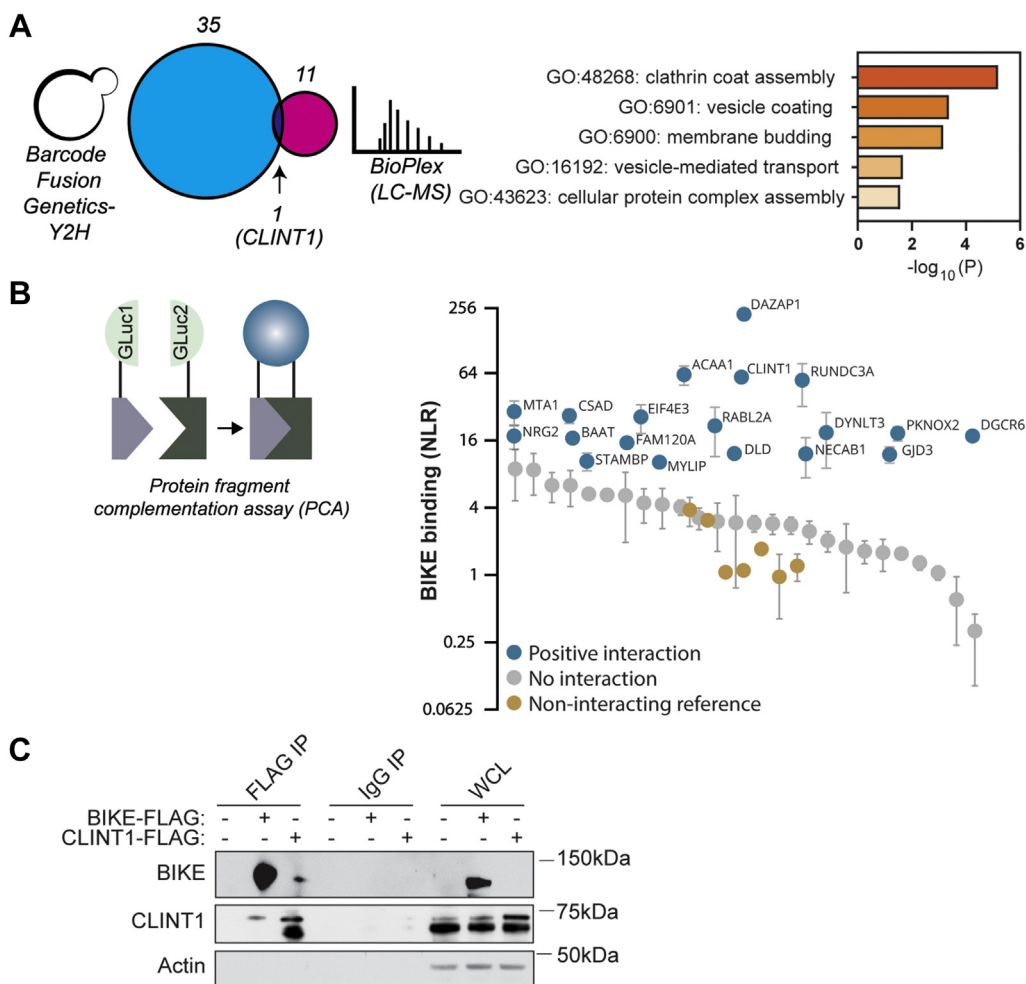 A
35
11
Barcode
Fusion
Genetics-
Y2H
1
(CLINT1)
BioPlex
(LC-MS)
GO:48268: clathrin coat assembly
GO:6901: vesicle coating
GO:6900: membrane budding
GO:16192: vesicle-mediated transport
GO:43623: cellular protein complex assembly
0 2 4 6
-log10(P)
B
GLuc1
GLuc2
Protein fragment
complementation assay (PCA)
BIKE binding (NLR)
256
64
16
4
1
0.25
0.0625
DAZAP1
ACAA1
CLINT1
RUNDC3A
MTA1
CSAD
EIF4E3
RABL2A
DYNLT3
PKNOX2
DGCR6
NRG2
BAAT
FAM120A
DLD
NECAB1
GJD3
STAMBP
MYLIP
Positive interaction
No interaction
Non-interacting reference
C
FLAG IP
IgG IP
WCL
BIKE-FLAG: - + - + - +
CLINT1-FLAG: - - + - - + - - +
BIKE
150kDa
CLINT1
75kDa
50kDa
Actin